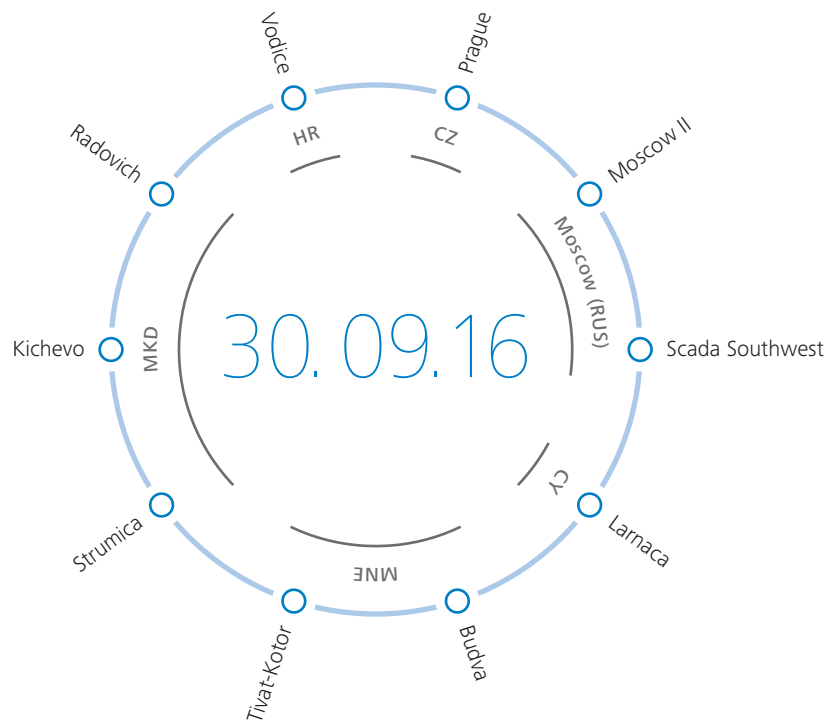 Vodice
Prague
Radovich
HR
CZ
Moscow II
Moscow (RUS)
Kichevo
MKD
30. 09. 16
Scada Southwest
CY
Strumica
Larnaca
MNE
Tivat-Kotor
Budva